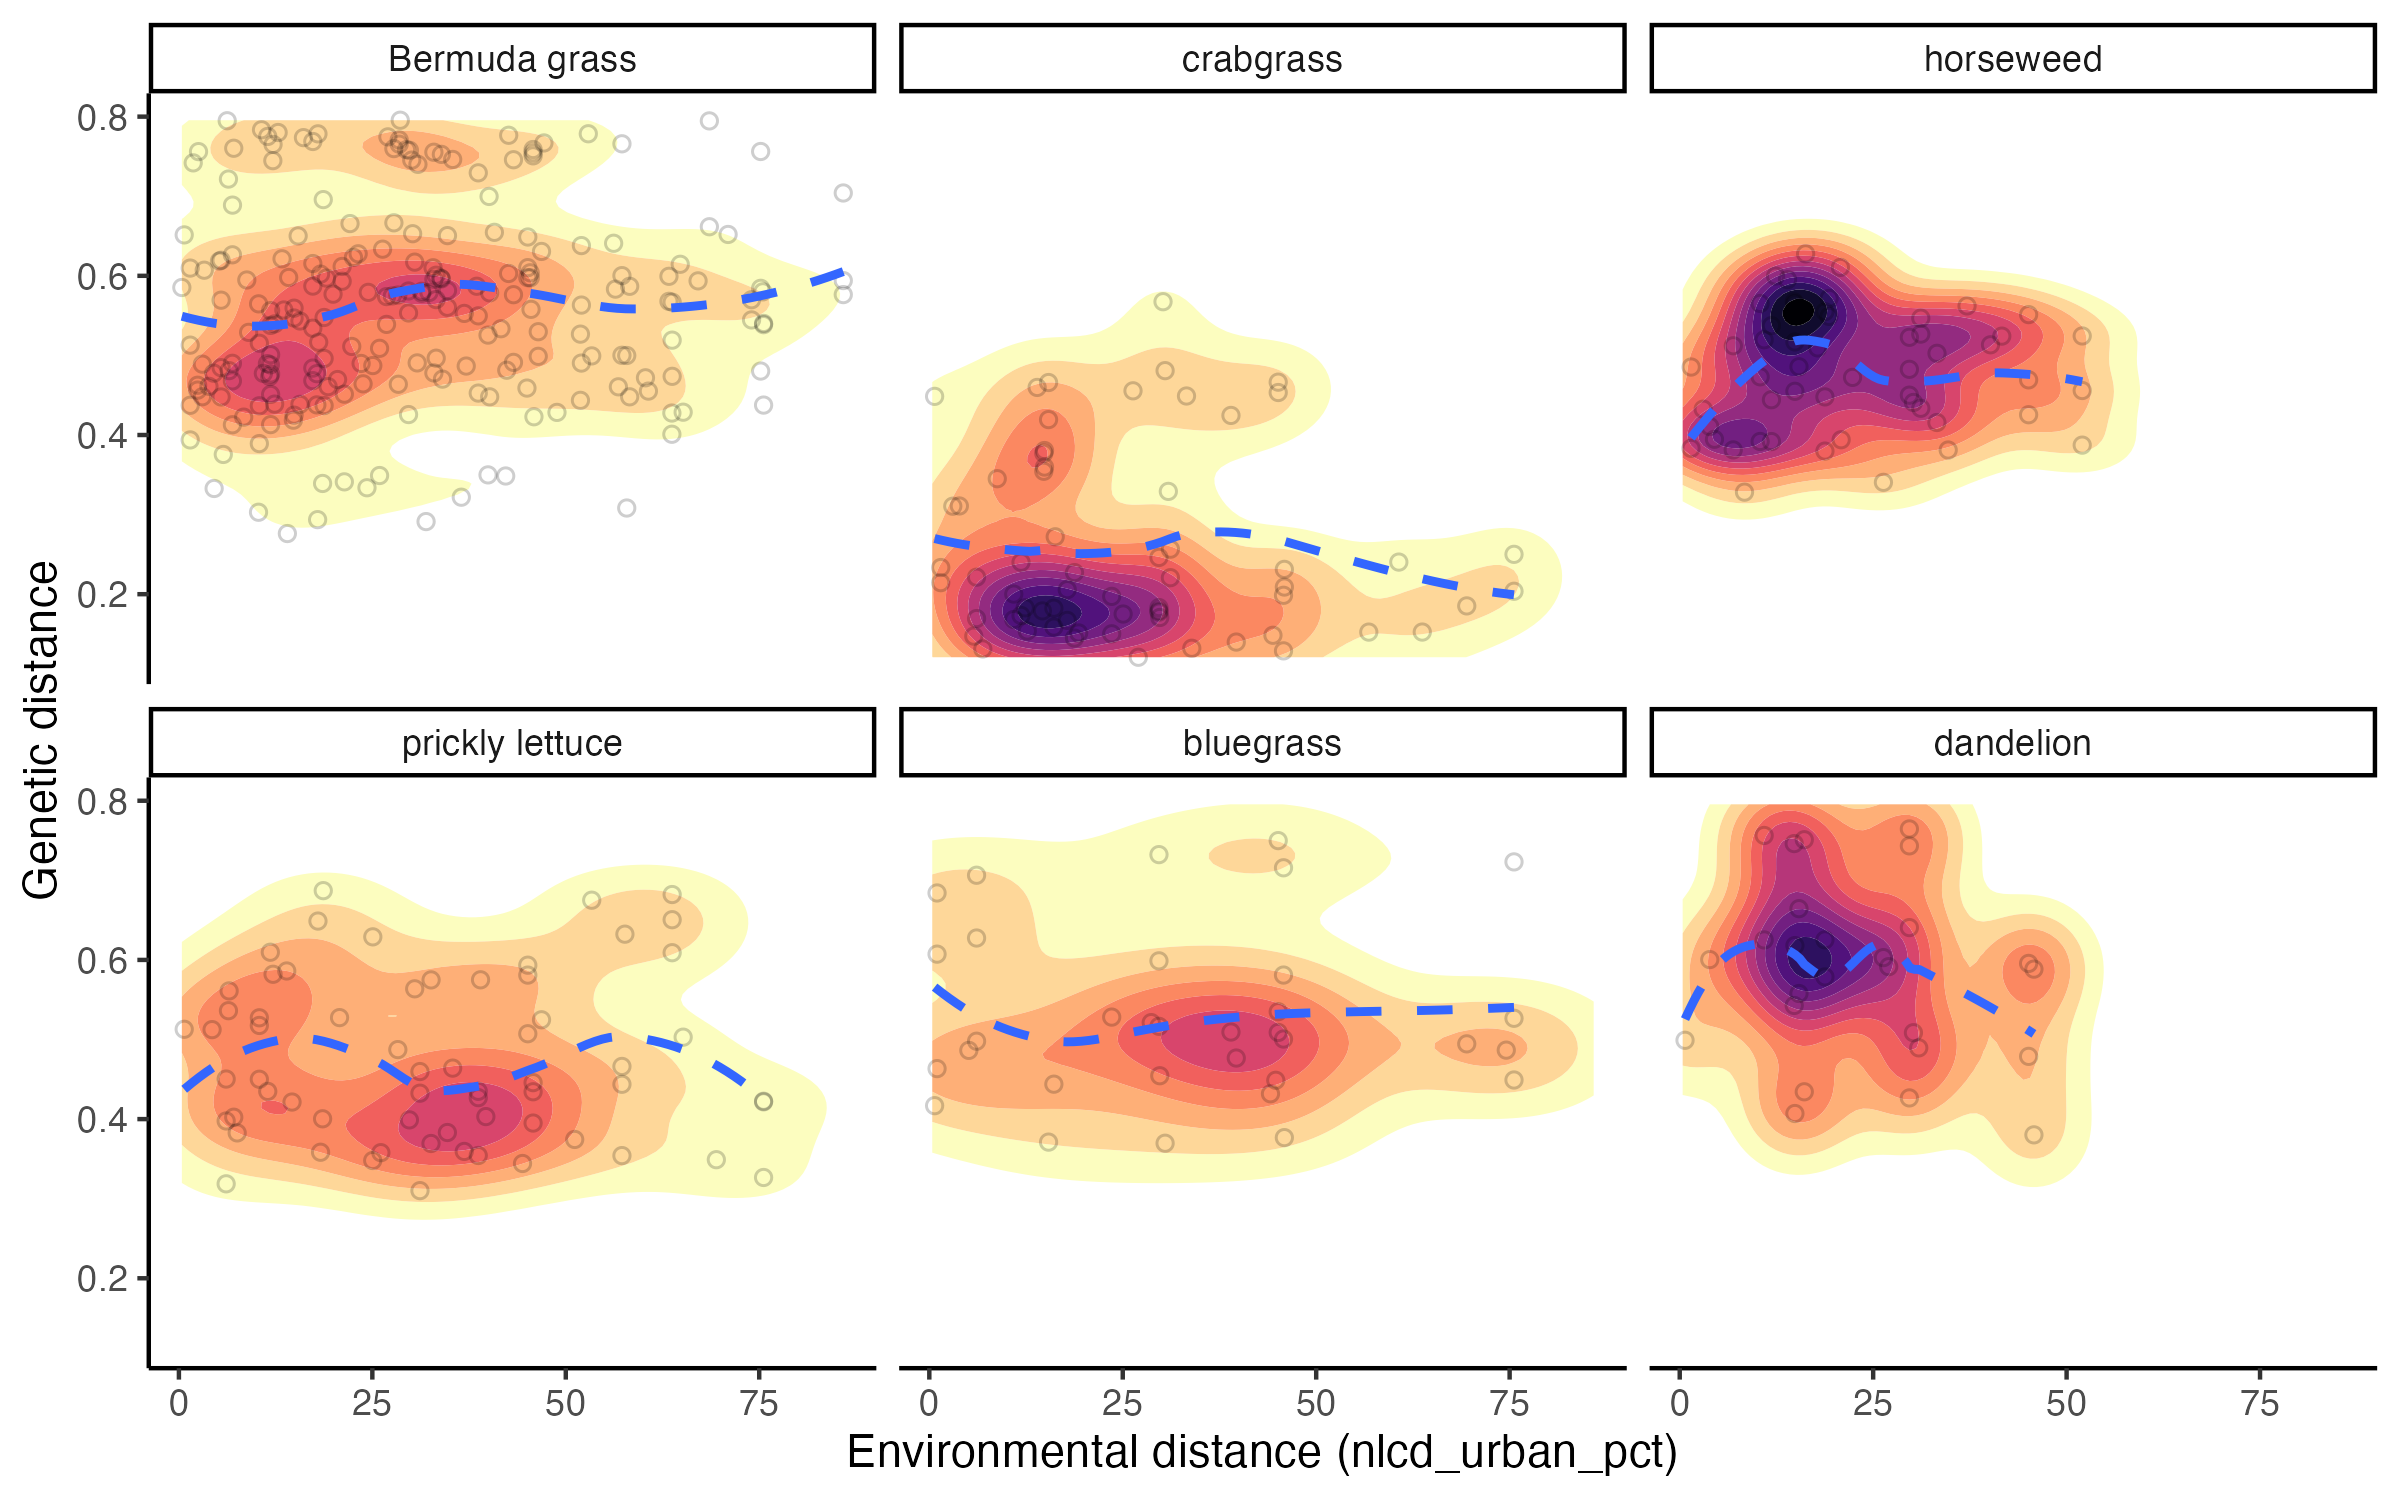 Bermuda grass
crabgrass
horseweed
0.8
0.6
0.4
0.2
prickly lettuce
bluegrass
dandelion
0.8
0.6
0.4
0.2
Genetic distance
0 25 50 75
0 25 50 75
0 25 50 75
Environmental distance (nlcd_urban_pct)